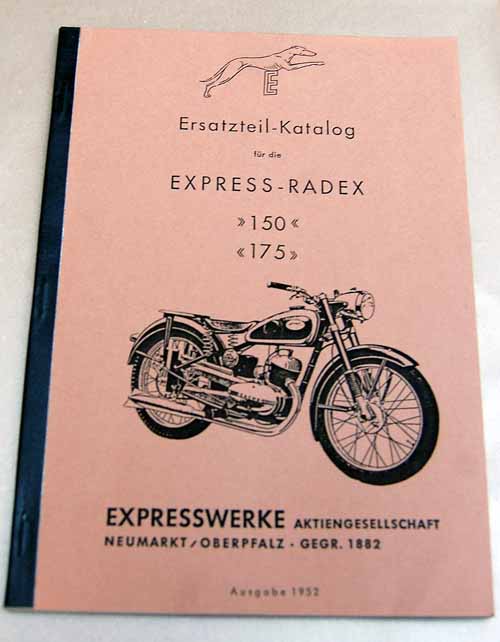 E
Ersatzteil-Katalog
für die
EXPRESS-RADEX
»150«
«175»
EXPRESSWERKE AKTIENGESELLSCHAFT
NEUMARKT/OBERPFALZ · GEGR. 1882
Ausgabe 1952